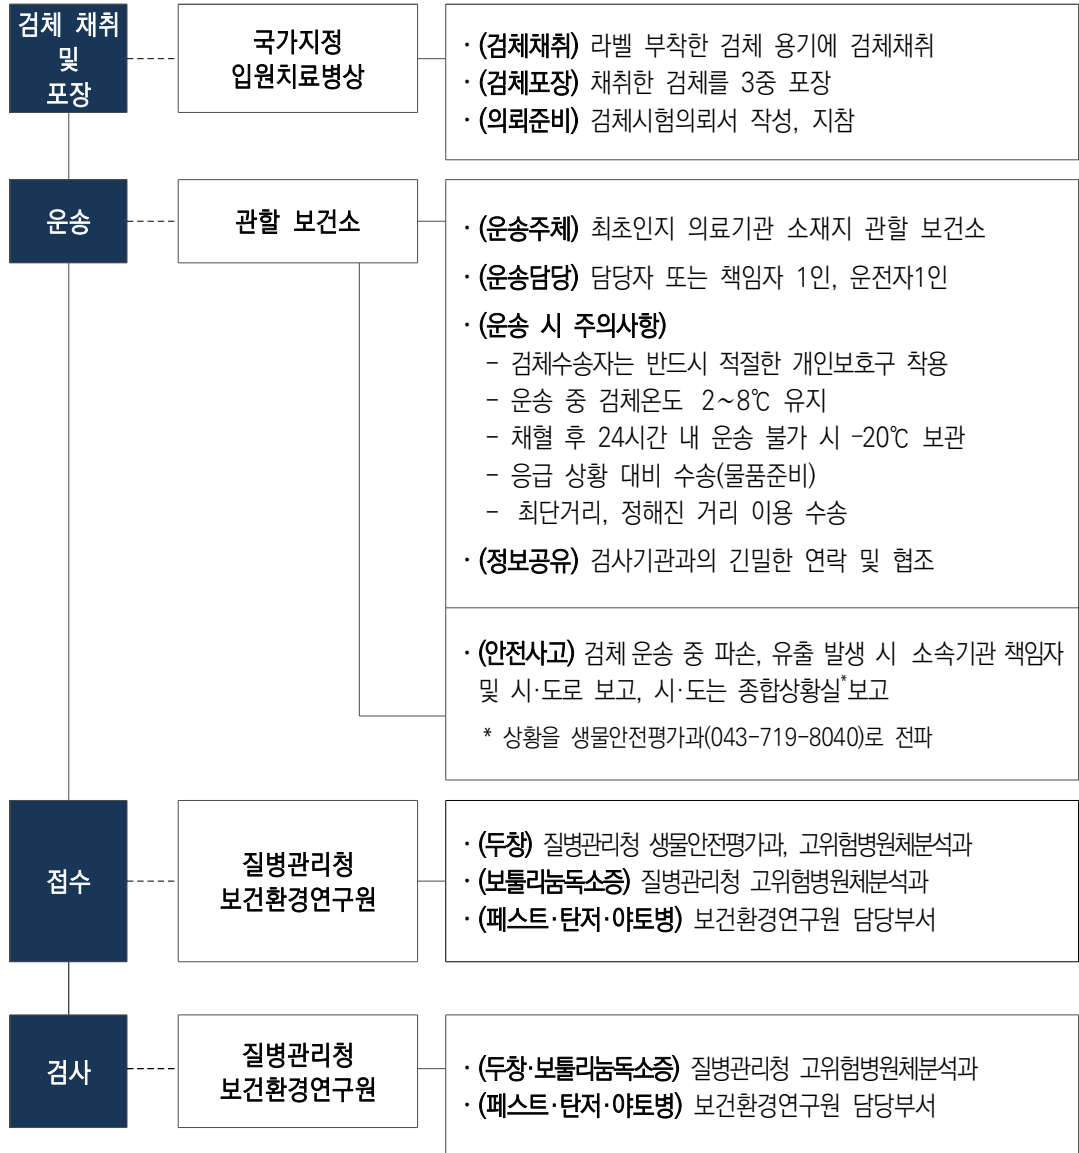 검체 채취
및
포장
국가지정
입원치료병상
· (검체채취) 라벨 부착한 검체 용기에 검체채취
· (검체포장) 채취한 검체를 3중 포장
· (의뢰준비) 검체시험의뢰서 작성, 지참
운송
관할 보건소
· (운송주체) 최초인지 의료기관 소재지 관할 보건소
· (운송담당) 담당자 또는 책임자 1인, 운전자1인
· (운송 시 주의사항)
- 검체수송자는 반드시 적절한 개인보호구 착용
- 운송 중 검체온도 2~8℃ 유지
- 채혈 후 24시간 내 운송 불가 시 -20℃ 보관
- 응급 상황 대비 수송(물품준비)
- 최단거리, 정해진 거리 이용 수송
· (정보공유) 검사기관과의 긴밀한 연락 및 협조
· (안전사고) 검체 운송 중 파손, 유출 발생 시 소속기관 책임자
및 시·도로 보고, 시·도는 종합상황실*보고
* 상황을 생물안전평가과(043-719-8040)로 전파
접수
질병관리청
보건환경연구원
· (두창) 질병관리청 생물안전평가과, 고위험병원체분석과
· (보툴리눔독소증) 질병관리청 고위험병원체분석과
· (페스트·탄저·야토병) 보건환경연구원 담당부서
검사
질병관리청
보건환경연구원
· (두창·보툴리눔독소증) 질병관리청 고위험병원체분석과
· (페스트·탄저·야토병) 보건환경연구원 담당부서